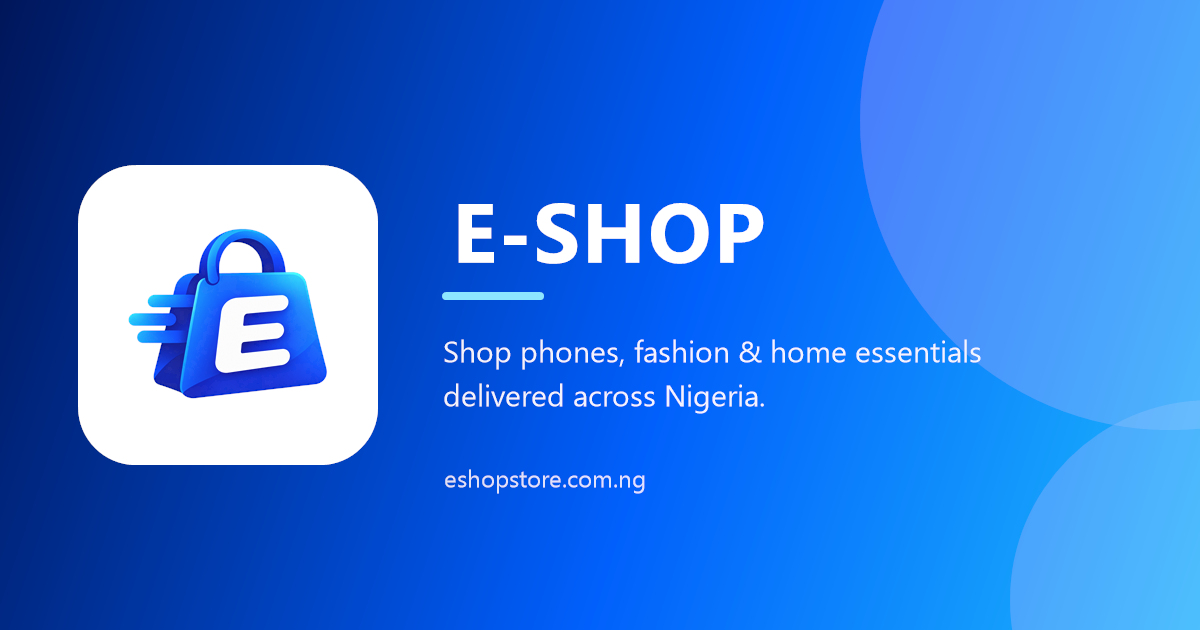 E
E-SHOP
Shop phones, fashion & home essentials
delivered across Nigeria.
eshopstore.com.ng